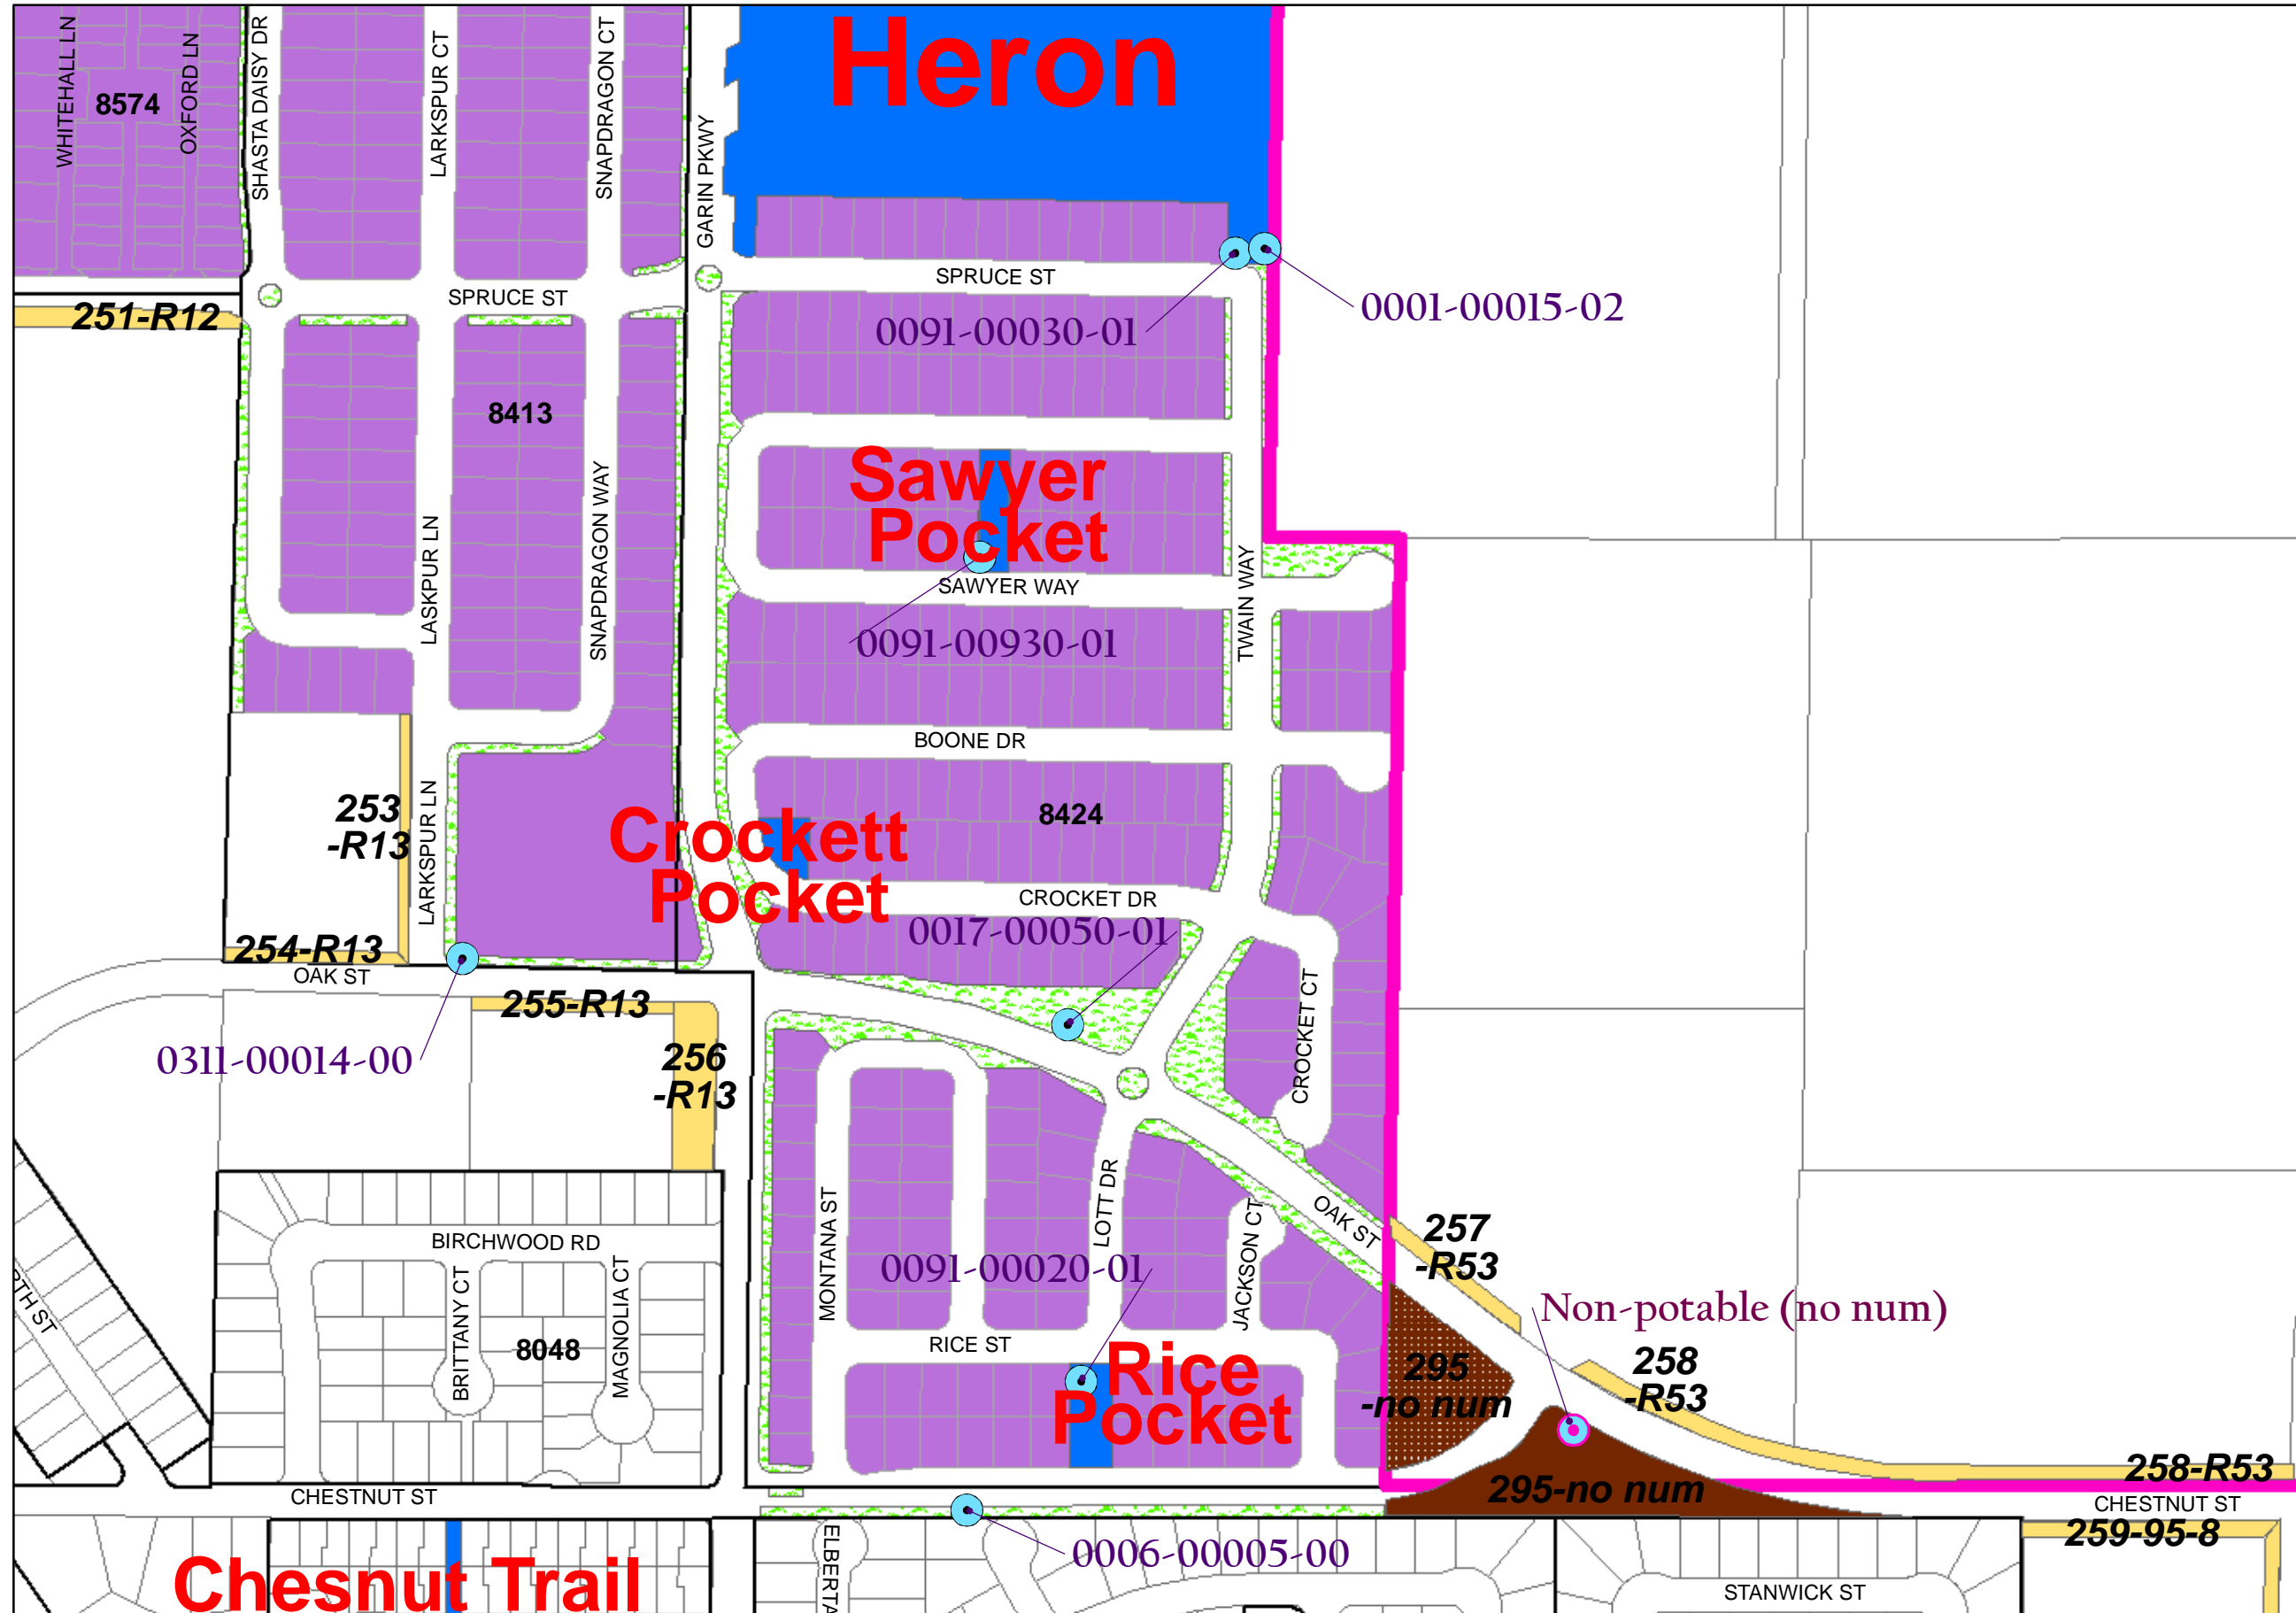 WHITEHALL LN
8574
OXFORD LN
SHASTA DAISY DR
LARKSPUR CT
SNAPDRAGON CT
GARIN PKWY
Heron
SPRUCE ST
SPRUCE ST
251-R12
0091-00030-01
0001-00015-02
8413
LASKPUR LN
SNAPDRAGON WAY
Sawyer
Pocket
SAWYER WAY
0091-00930-01
TWAIN WAY
BOONE DR
253
-R13
LARKSPUR LN
Crockett
Pocket
8424
CROCKET DR
0017-00050-01
254-R13
OAK ST
255-R13
0311-00014-00
256
-R13
CROCKET CT
MONTANA ST
LOTT DR
JACKSON CT
OAK ST
257
-R53
0091-00020-01
BIRCHWOOD RD
BRITTANY CT
8048
MAGNOLIA CT
RICE ST
Rice
Pocket
295
-no num
Non-potable (no num)
258
-R53
258-R53
295-no num
CHESTNUT ST
CHESTNUT ST
259-95-8
0006-00005-00
Chesnut Trail
ELBERTA
STANWICK ST